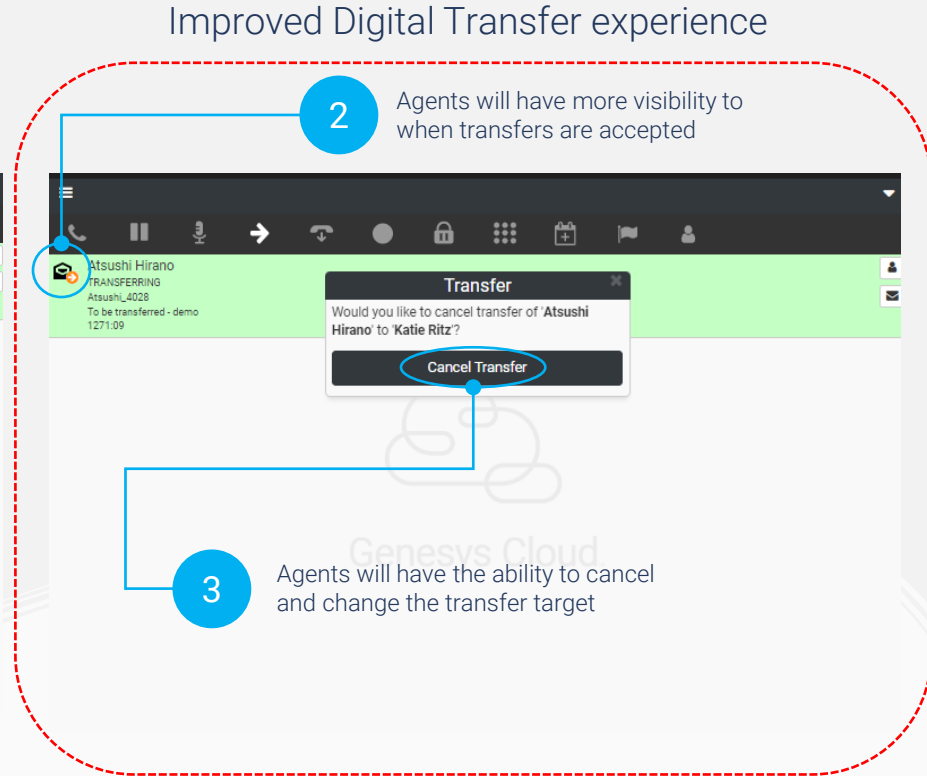 Improved Digital Transfer experience
2
Agents will have more visibility to
when transfers are accepted
Atsushi Hirano
TRANSFERRING
Atsushi_4028
To be transferred - demo
1271:09
Transfer
Would you like to cancel transfer of 'Atsushi
Hirano' to 'Katie Ritz'?
Cancel Transfer
Genesys Cloud
3
Agents will have the ability to cancel
and change the transfer target